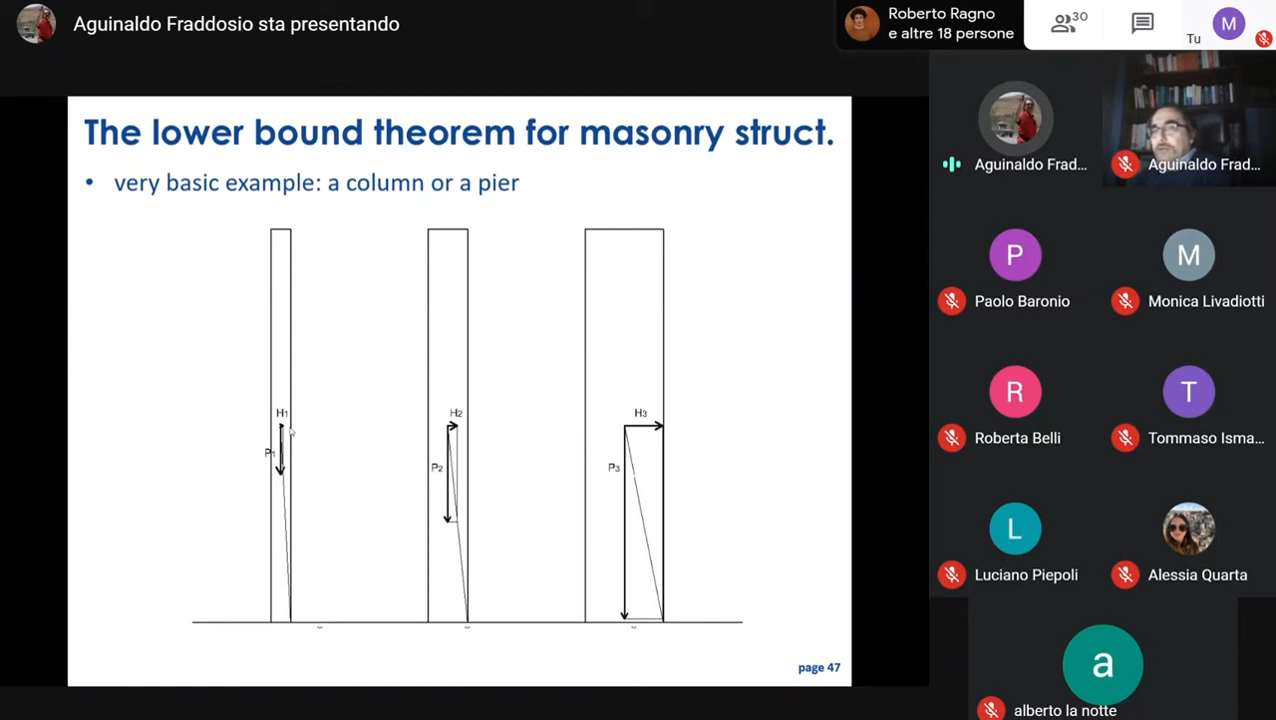 Aguinaldo Fraddosio sta presentando
Roberto Ragno
e altre 18 persone
30
Tu
M
The lower bound theorem for masonry struct.
• very basic example: a column or a pier
H1
P1
H2
P2
H3
P3
page 47
Aguinaldo Frad...
Aguinaldo Frad...
P
Paolo Baronio
M
Monica Livadiotti
R
Roberta Belli
T
Tommaso Isma...
L
Luciano Piepoli
Alessia Quarta
a
alberto la notte